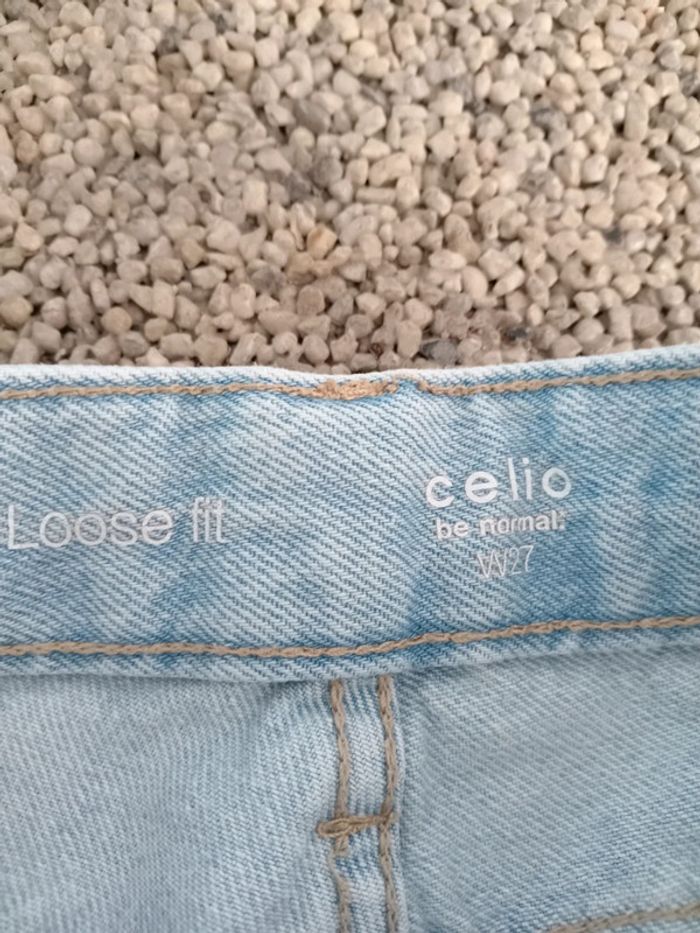 Loose fit
celio
be normal:
W27